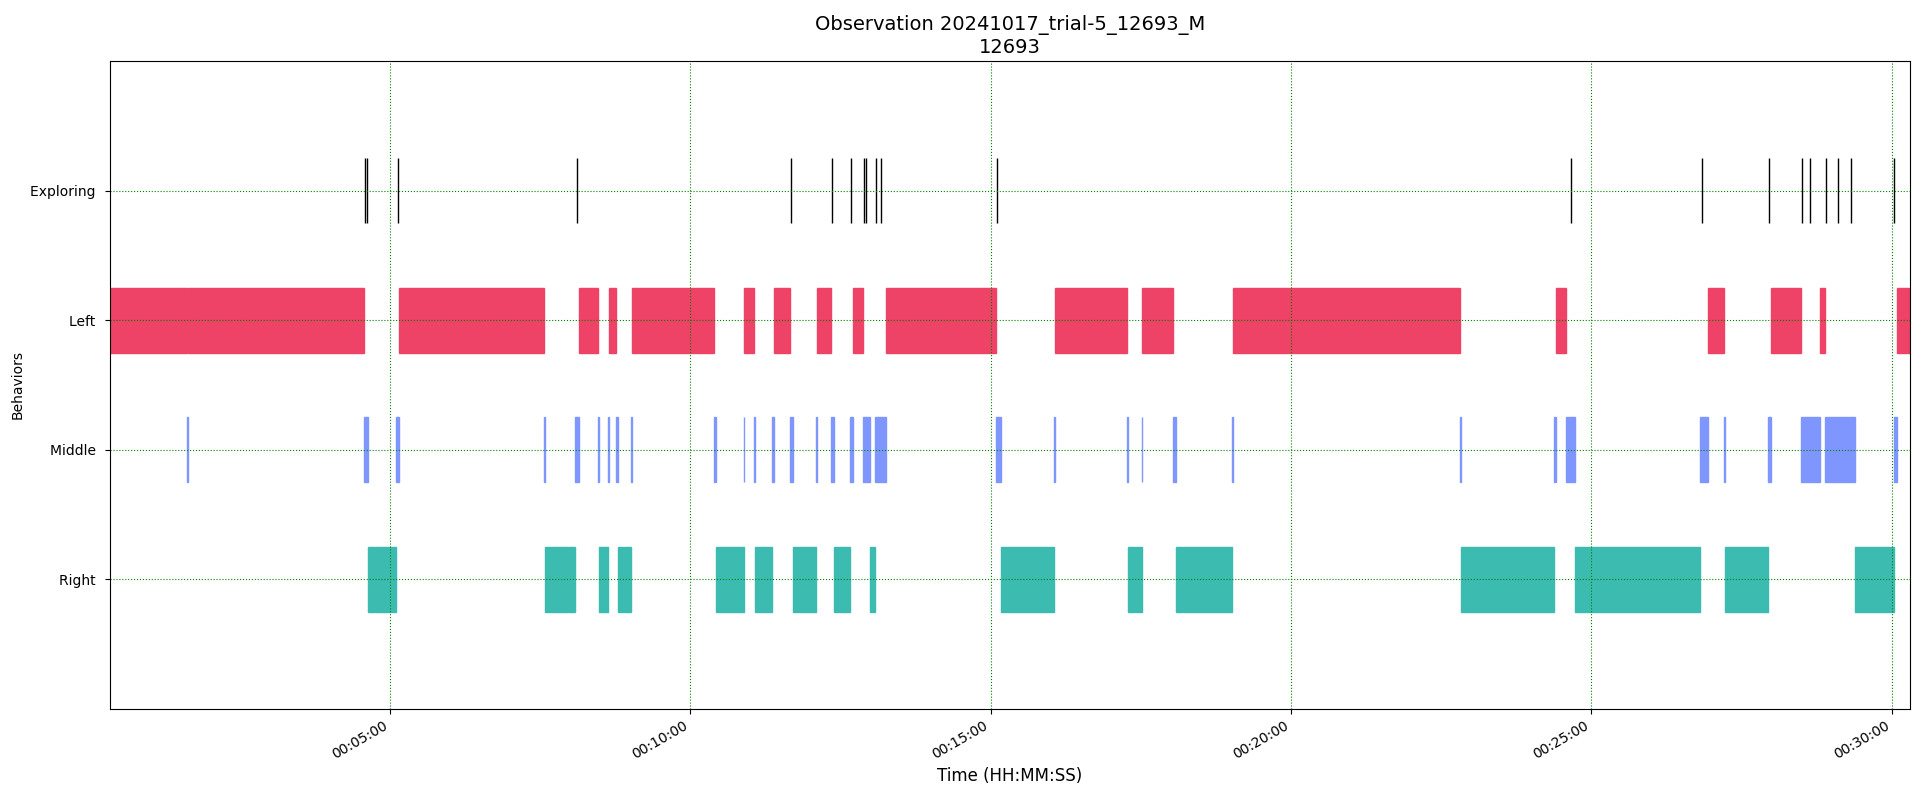 Observation 20241017_trial-5_12693_M
12693
Behaviors
Exploring
Left
Middle
Right
00:05:00
00:10:00
00:15:00
00:20:00
00:25:00
00:30:00
Time (HH:MM:SS)